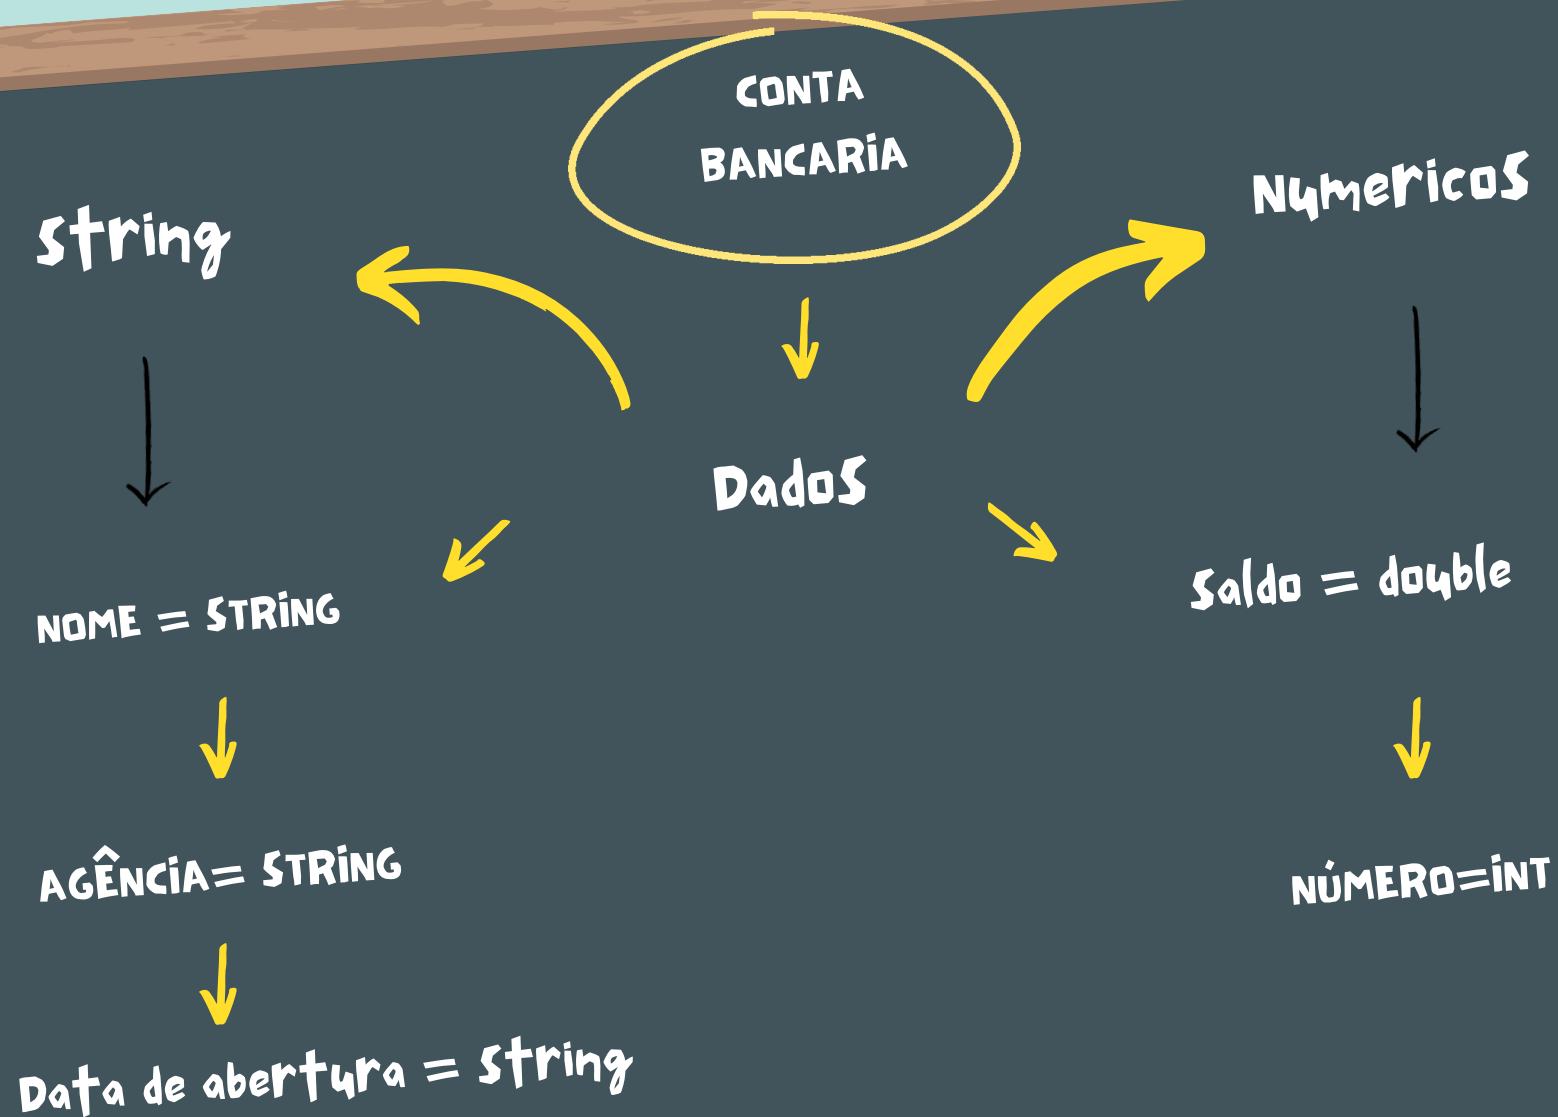 CONTA
BANCARIA
String
Numericos
Dados
NOME = STRING
Saldo = double
AGÊNCIA= STRING
NÚMERO=INT
Data de abertura = String